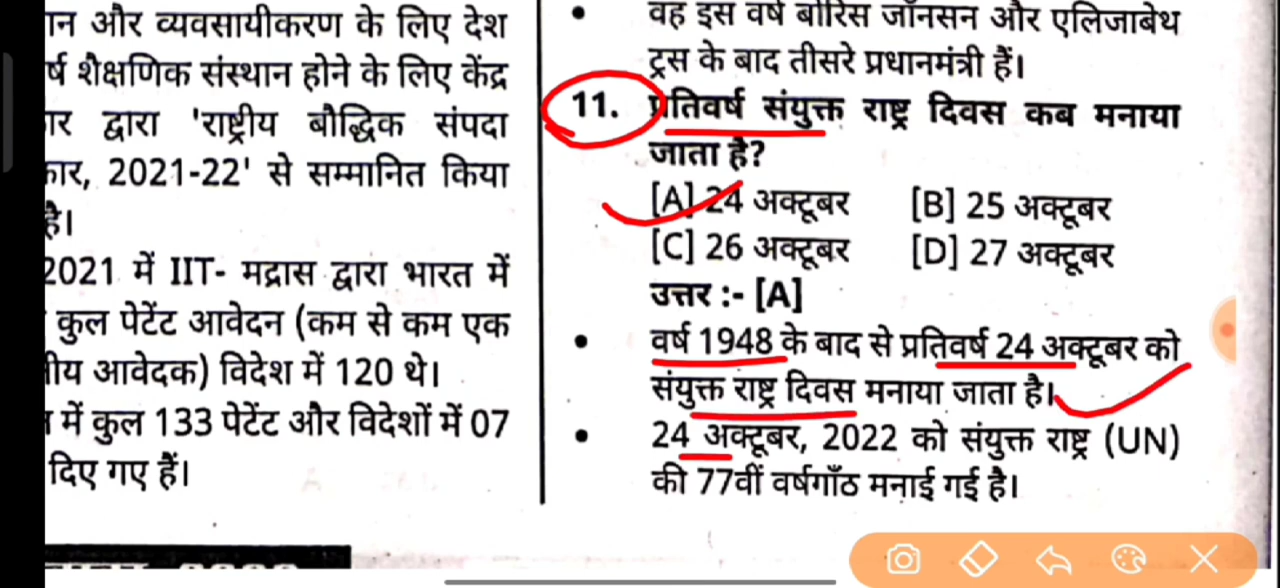 और व्यवसायीकरण के लिए देश
शैक्षणिक संस्थान होने के लिए केंद्र
द्वारा 'राष्ट्रीय बौद्धिक संपदा
2021-22' से सम्मानित किया
है।
2021 में IIT- मद्रास द्वारा भारत में
कुल पेटेंट आवेदन (कम से कम एक
आवेदक) विदेश में 120 थे।
में कुल 133 पेटेंट और विदेशों में 07
दिए गए हैं।
• वह इस वर्ष बोरिस जॉनसन और एलिजाबेथ
ट्रस के बाद तीसरे प्रधानमंत्री हैं।
11. प्रतिवर्ष संयुक्त राष्ट्र दिवस कब मनाया
जाता है?
[A] 24 अक्टूबर [B] 25 अक्टूबर
[C] 26 अक्टूबर [D] 27 अक्टूबर
उत्तर :- [A]
• वर्ष 1948 के बाद से प्रतिवर्ष 24 अक्टूबर को
संयुक्त राष्ट्र दिवस मनाया जाता है।
• 24 अक्टूबर, 2022 को संयुक्त राष्ट्र (UN)
की 77वीं वर्षगाँठ मनाई गई है।